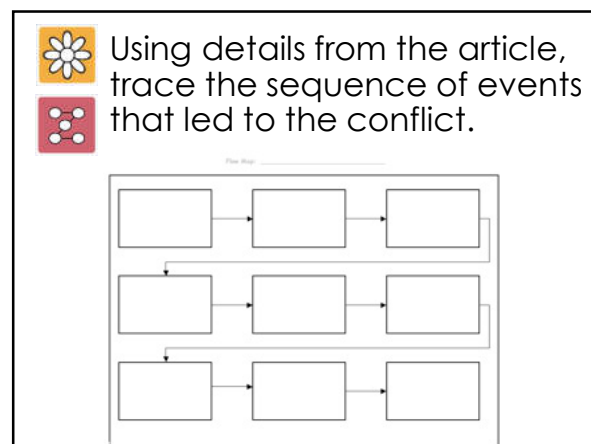 Using details from the article,
trace the sequence of events
that led to the conflict.
Flow Map: